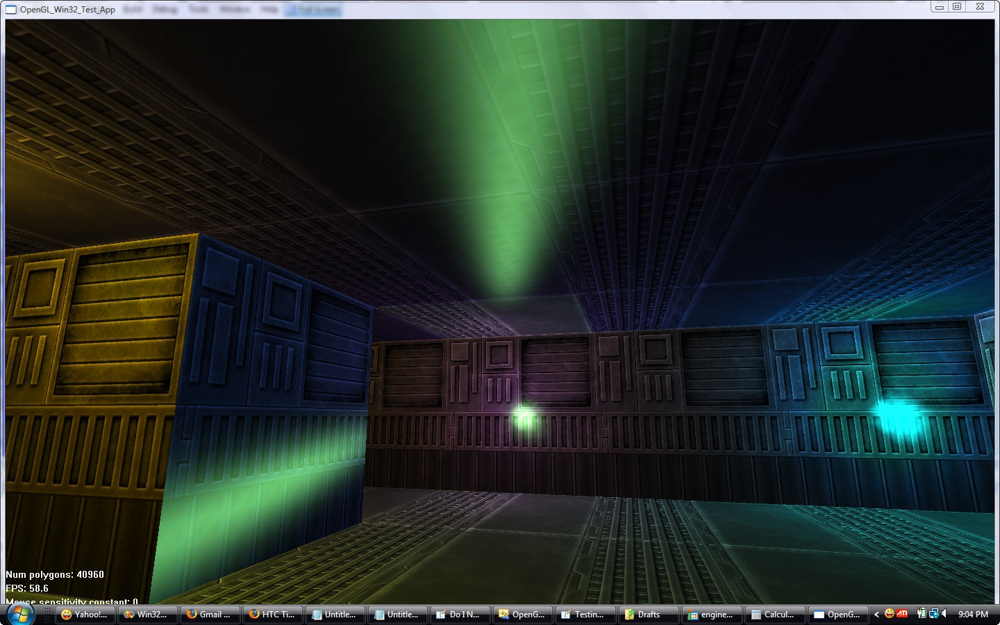 OpenGL_Win32_Test_App
Build Debug Tools Window Help Full Screen
Num polygons: 40960
FPS: 58.6
Mouse sensitivity constant: 0
Yahoo!... Win32... Gmail ... HTC Ti... Untitle... Untitle... Do I N... OpenG... Testin... Drafts engine... Calcul... OpenG... ATI 9:04 PM